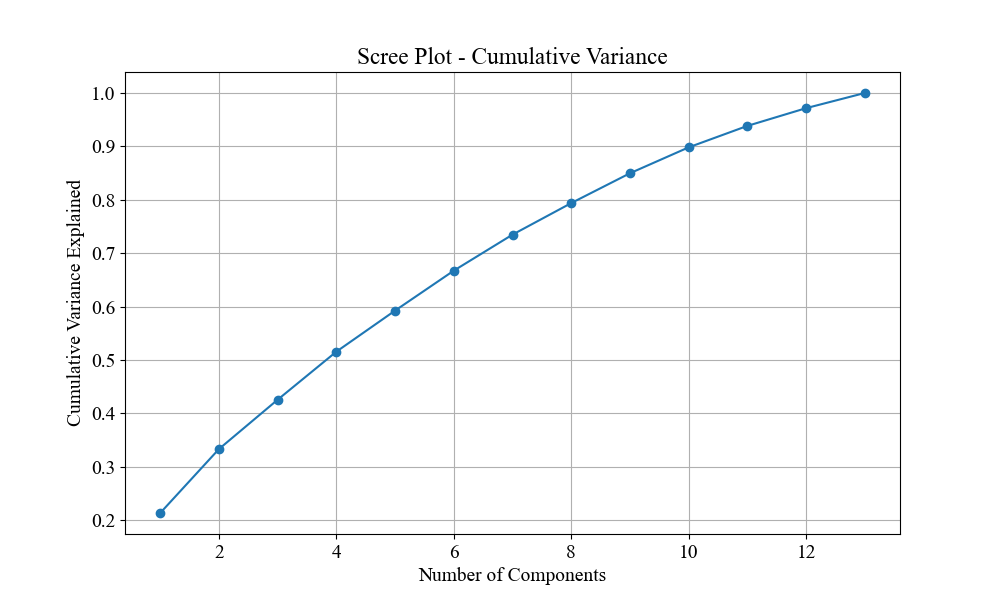 Scree Plot - Cumulative Variance
Cumulative Variance Explained
1.0
0.9
0.8
0.7
0.6
0.5
0.4
0.3
0.2
2 4 6 8 10 12
Number of Components